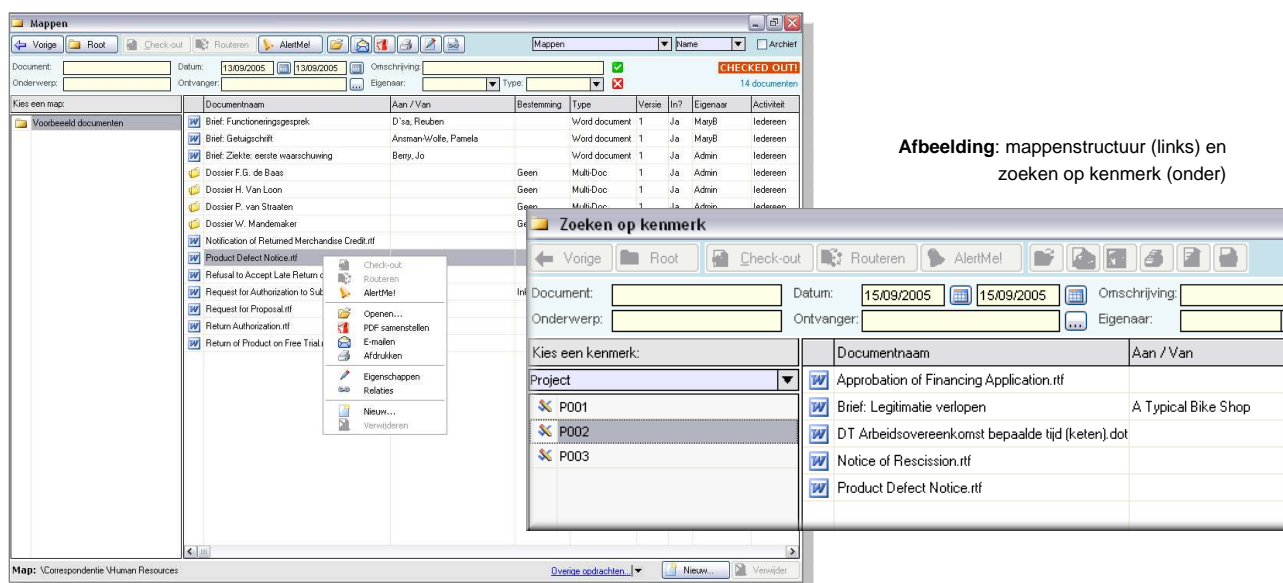 Mappen
Vorige Root Check-out Routeren AlertMe! Mappen Name Archief
Document: Datum: 13/09/2005 13/09/2005 Omschrijving: CHECKED OUT!
Onderwerp: Ontvanger: ... Eigenaar: Type: 14 documenten
Kies een map: Documentnaam Aan / Van Bestemming Type Versie In? Eigenaar Activiteit
Voorbeeeld documenten Brief: Functioneringsgesprek D'sa, Reuben Word document 1 Ja MaryB Iedereen
Brief: Getuigschrift Ansman-Wolfe, Pamela Word document 1 Ja MaryB Iedereen
Brief: Ziekte: eerste waarschuwing Berry, Jo Word document 1 Ja Admin Iedereen
Dossier F.G. de Baas Geen Multi-Doc 1 Ja Admin Iedereen
Dossier H. Van Loon Geen Multi-Doc 1 Ja Admin Iedereen
Dossier P. van Straaten Geen Multi-Doc 1 Ja Admin Iedereen
Dossier W. Mandemaker
Notification of Returned Merchandise Credit.rtf
Product Defect Notice.rtf
Refusal to Accept Late Return
Request for Authorization to Sub
Request for Proposal.rtf
Return Authorization.rtf
Return of Product on Free Trial
Check-out
Routeren
AlertMe!
Openen...
PDF samenstellen
E-mailen
Afdrukken
Eigenschappen
Relaties
Nieuw...
Verwijderen
Map: \Correspondentie \Human Resources Overige opdrachten... Nieuw... Verwijder
Afbeelding: mappenstructuur (links) en
zoeken op kenmerk (onder)
Zoeken op kenmerk
Vorige Root Check-out Routeren AlertMe!
Document: Datum: 15/09/2005 15/09/2005 Omschrijving:
Onderwerp: Ontvanger: ... Eigenaar:
Kies een kenmerk: Documentnaam Aan / Van
Project Approbation of Financing Application.rtf
P001 Brief: Legitimatie verlopen A Typical Bike Shop
P002 DT Arbeidsovereenkomst bepaalde tijd (keten).dot
P003 Notice of Rescission.rtf
Product Defect Notice.rtf